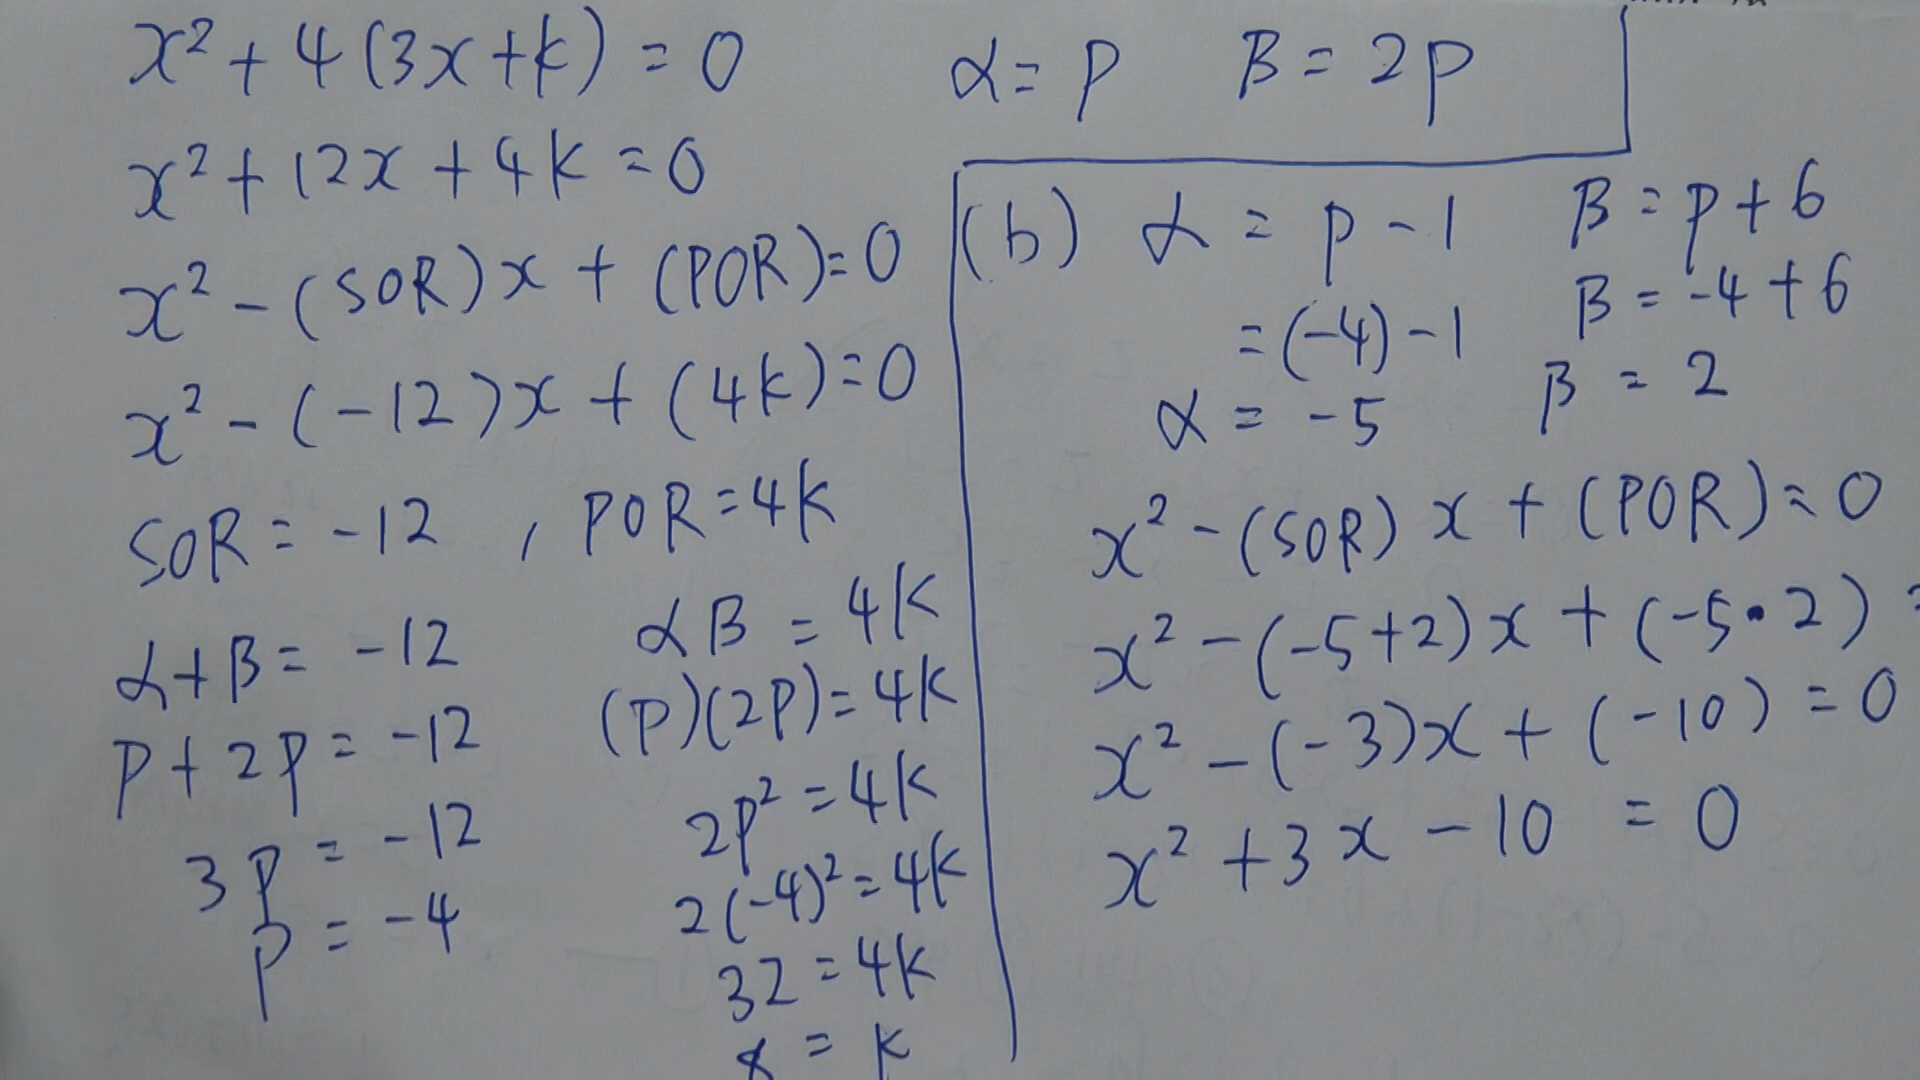 x² + 4(3x+k) = 0
x² + 12x + 4k = 0
x² - (SOR)x + (POR) = 0
x² - (-12)x + (4k) = 0
SOR = -12 , POR = 4k
α+β = -12
p + 2p = -12
3p = -12
p = -4
αβ = 4k
(p)(2p) = 4k
2p² = 4k
2(-4)² = 4k
32 = 4k
8 = k
α = p β = 2p
(b) α = p - 1
= (-4) - 1
α = -5
β = p + 6
β = -4 + 6
β = 2
x² - (SOR)x + (POR) = 0
x² - (-5+2)x + (-5•2) =
x² - (-3)x + (-10) = 0
x² + 3x - 10 = 0